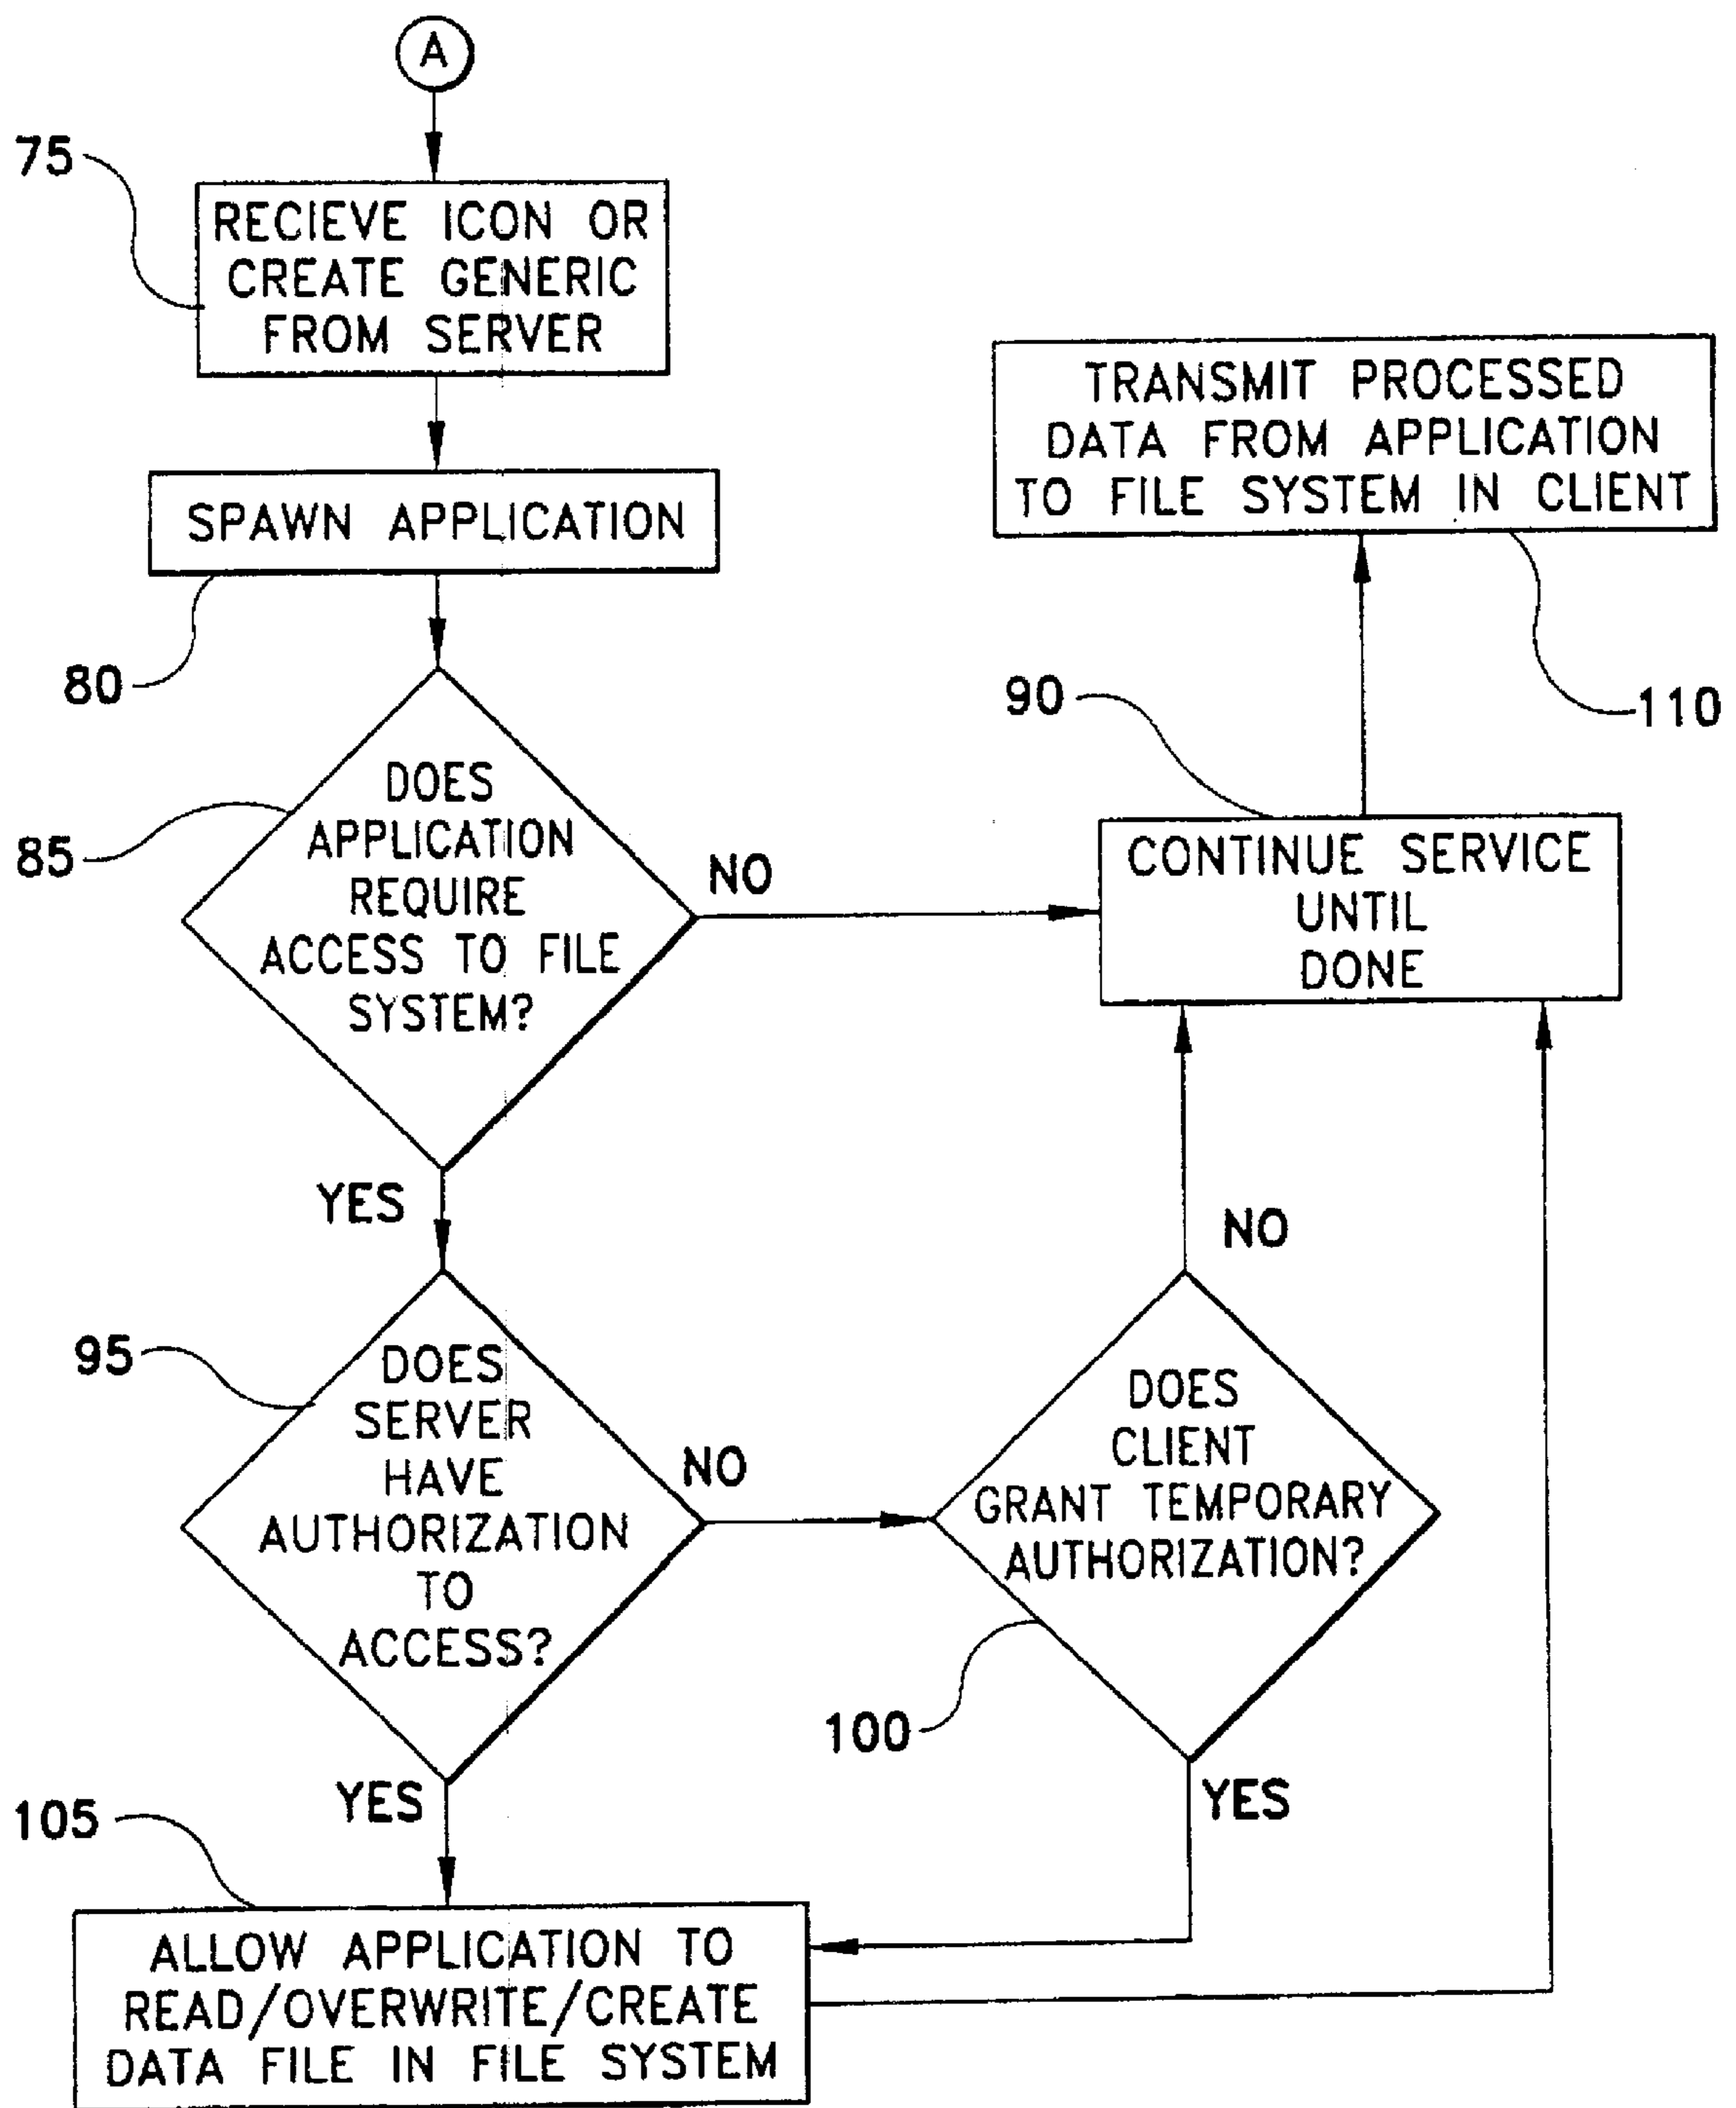 A
75
RECIEVE ICON OR
CREATE GENERIC
FROM SERVER
SPAWN APPLICATION
80
DOES
APPLICATION
REQUIRE
ACCESS TO FILE
SYSTEM?
85
NO
YES
TRANSMIT PROCESSED
DATA FROM APPLICATION
TO FILE SYSTEM IN CLIENT
110
90
CONTINUE SERVICE
UNTIL
DONE
95
DOES
SERVER
HAVE
AUTHORIZATION
TO
ACCESS?
NO
YES
NO
DOES
CLIENT
GRANT TEMPORARY
AUTHORIZATION?
100
YES
105
ALLOW APPLICATION TO
READ/OVERWRITE/CREATE
DATA FILE IN FILE SYSTEM